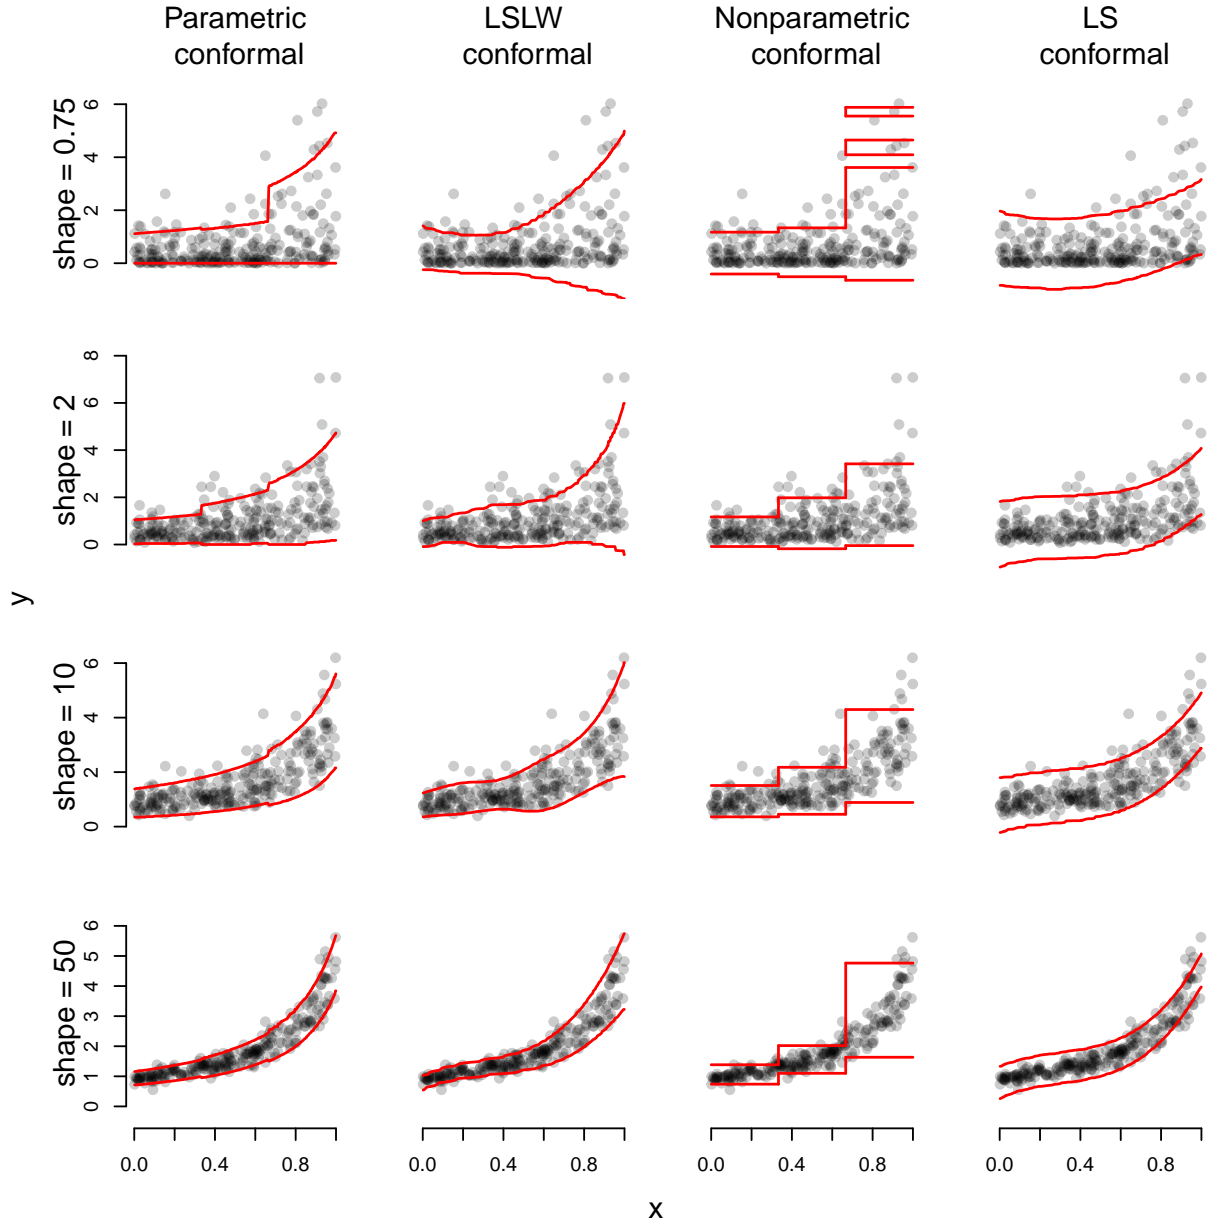 Parametric
conformal
LSLW
conformal
Nonparametric
conformal
LS
conformal
shape = 0.75
0 2 4 6
shape = 2
0 2 4 6 8
y
shape = 10
0 2 4 6
shape = 50
0 1 2 3 4 5 6
0.0 0.4 0.8
0.0 0.4 0.8
0.0 0.4 0.8
0.0 0.4 0.8
x